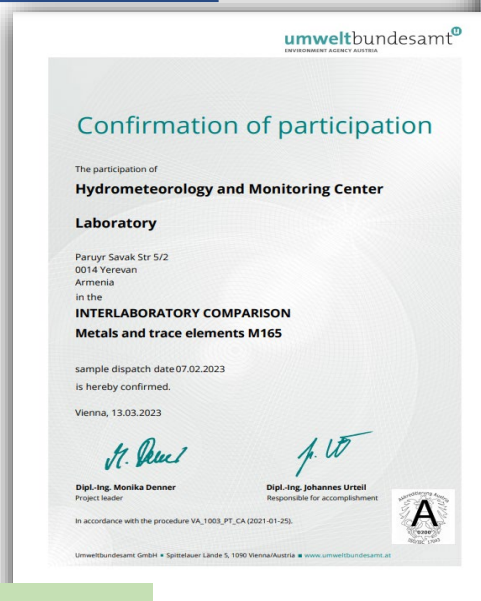 umweltbundesamt
ENVIRONMENT AGENCY AUSTRIA
Confirmation of participation
The participation of
Hydrometeorology and Monitoring Center
Laboratory
Paruyr Savak Str 5/2
0014 Yerevan
Armenia
in the
INTERLABORATORY COMPARISON
Metals and trace elements M165
sample dispatch date 07.02.2023
is hereby confirmed.
Vienna, 13.03.2023
Dipl.-Ing. Monika Denner
Project leader
Dipl.-Ing. Johannes Urteil
Responsible for accomplishment
In accordance with the procedure VA_1003_PT_CA (2021-01-25).
Umweltbundesamt GmbH • Spittelauer Lände 5, 1090 Vienna/Austria ■ www.umweltbundesamt.at
A